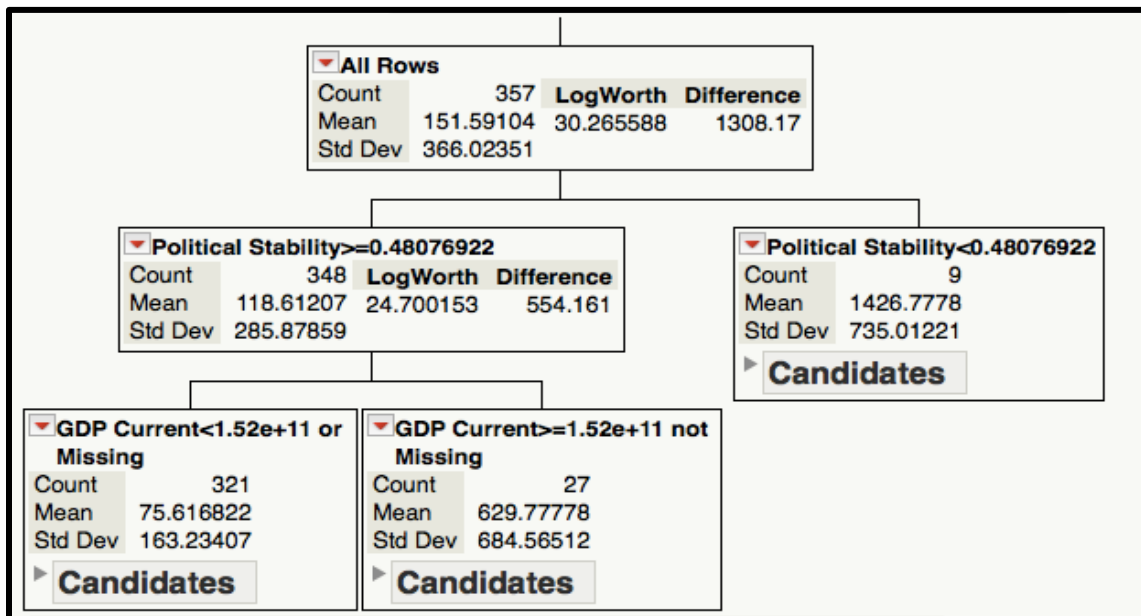 All Rows
Count 357 LogWorth Difference
Mean 151.59104 30.265588 1308.17
Std Dev 366.02351
Political Stability>=0.48076922
Count 348 LogWorth Difference
Mean 118.61207 24.700153 554.161
Std Dev 285.87859
Political Stability<0.48076922
Count 9
Mean 1426.7778
Std Dev 735.01221
Candidates
GDP Current<1.52e+11 or
Missing
Count 321
Mean 75.616822
Std Dev 163.23407
Candidates
GDP Current>=1.52e+11 not
Missing
Count 27
Mean 629.77778
Std Dev 684.56512
Candidates